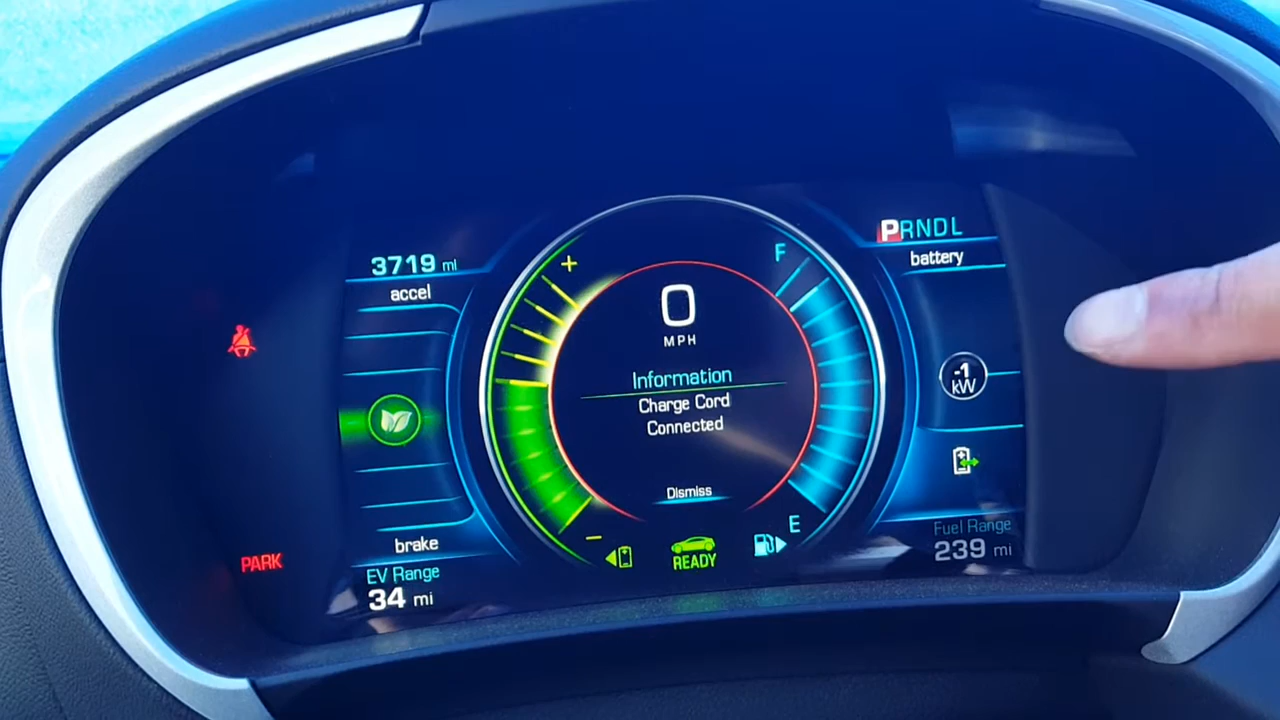 3719 mi
accel
brake
EV Range
34 mi
PARK
+
−
0
MPH
Information
Charge Cord
Connected
Dismiss
READY
F
E
PRNDL
battery
-1
kW
Fuel Range
239 mi